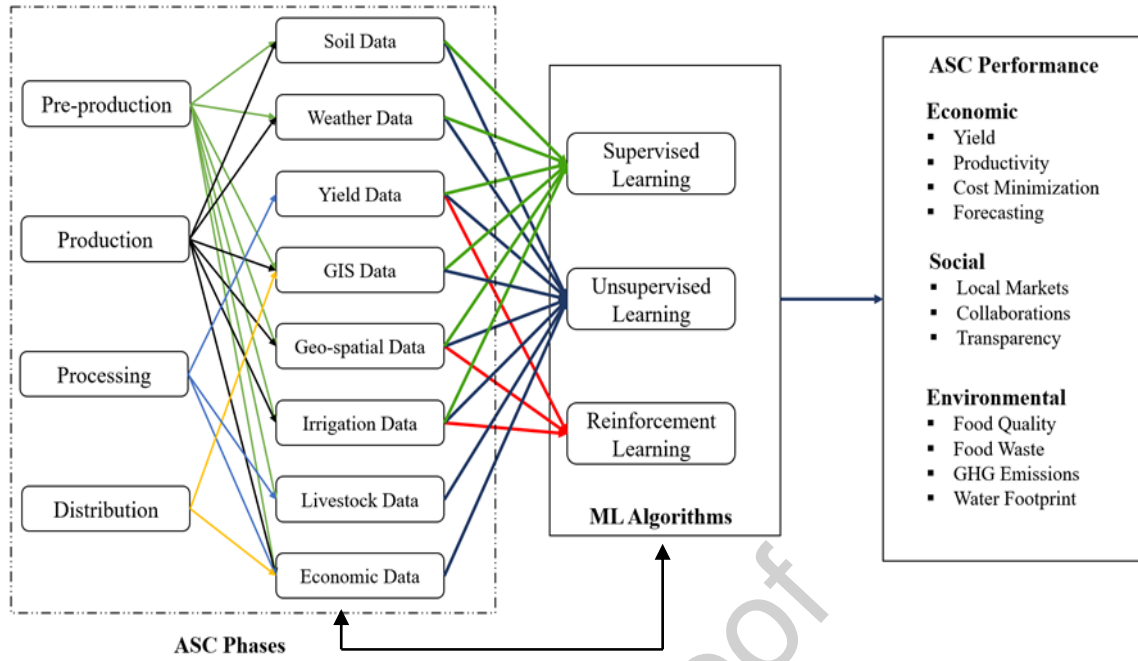 Pre-production
Production
Processing
Distribution
Soil Data
Weather Data
Yield Data
GIS Data
Geo-spatial Data
Irrigation Data
Livestock Data
Economic Data
ASC Phases
Supervised
Learning
Unsupervised
Learning
Reinforcement
Learning
ML Algorithms
ASC Performance
Economic
▪ Yield
▪ Productivity
▪ Cost Minimization
▪ Forecasting
Social
▪ Local Markets
▪ Collaborations
▪ Transparency
Environmental
▪ Food Quality
▪ Food Waste
▪ GHG Emissions
▪ Water Footprint
oof